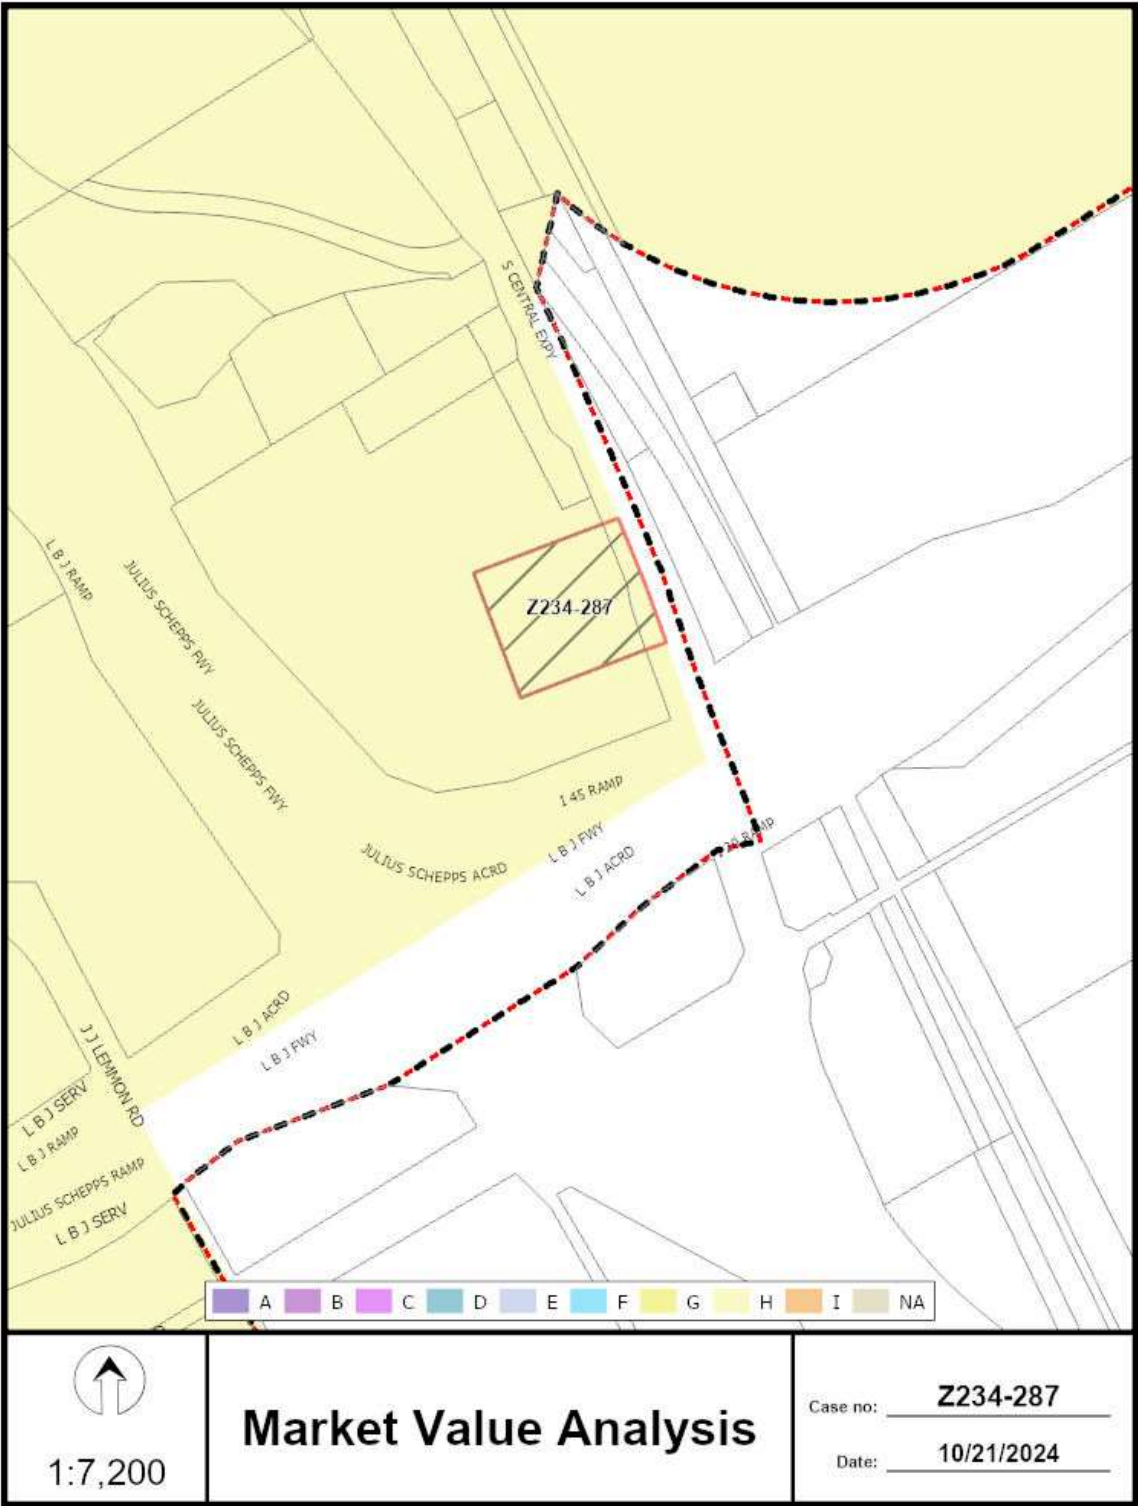 S CENTRAL EXPY
L B J RAMP
JULIUS SCHEPPS FWY
Z234-287
JULIUS SCHEPPS FWY
I 45 RAMP
L B J FWY
JULIUS SCHEPPS ACRD
L B J ACRD
RAMP
L B J ACRD
L B J FWY
J J LEMMON RD
L B J SERV
L B J RAMP
JULIUS SCHEPPS RAMP
L B J SERV
A B C D E F G H I NA
1:7,200
Market Value Analysis
Case no: Z234-287
Date: 10/21/2024